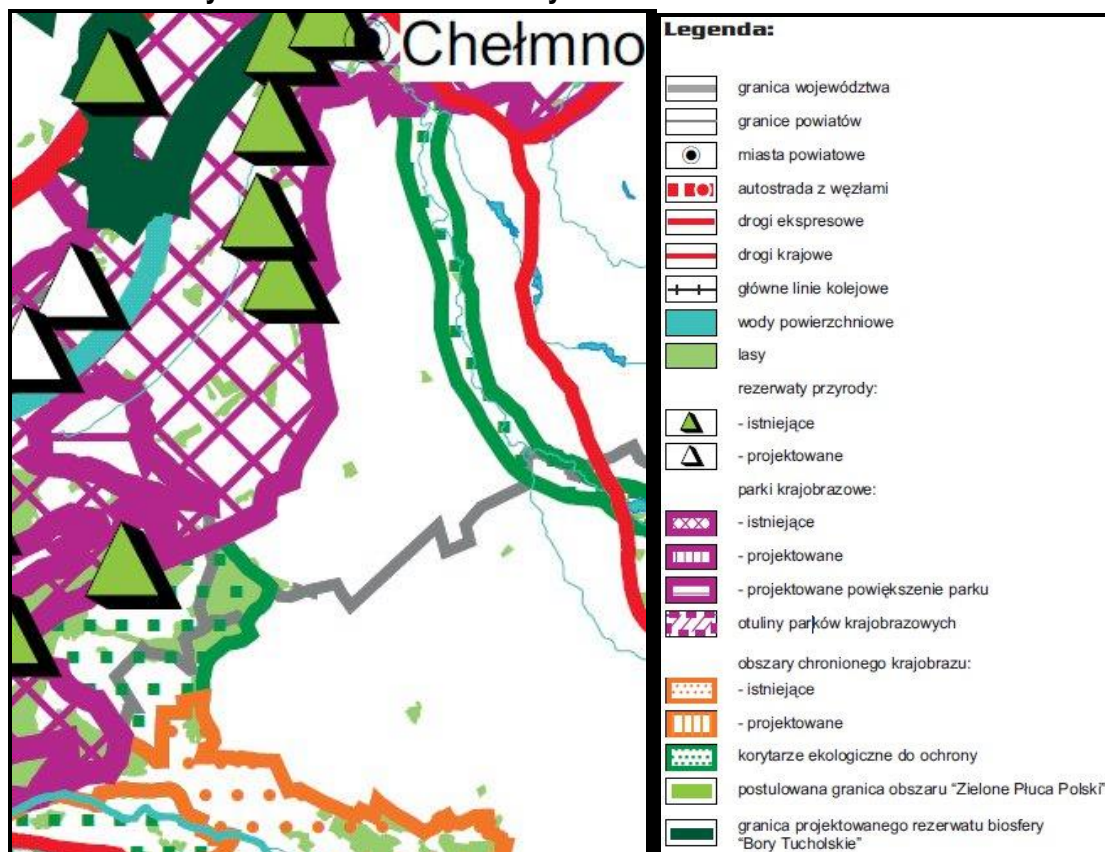 Chełmno
Legenda:
granica województwa
granice powiatów
miasta powiatowe
autostrada z węzłami
drogi ekspresowe
drogi krajowe
główne linie kolejowe
wody powierzchniowe
lasy
rezerwaty przyrody:
- istniejące
- projektowane
parki krajobrazowe:
- istniejące
- projektowane
- projektowane powiększenie parku
otuliny parków krajobrazowych
obszary chronionego krajobrazu:
- istniejące
- projektowane
korytarze ekologiczne do ochrony
postulowana granica obszaru "Zielone Płuca Polski"
granica projektowanego rezerwatu biosfery
"Bory Tucholskie"